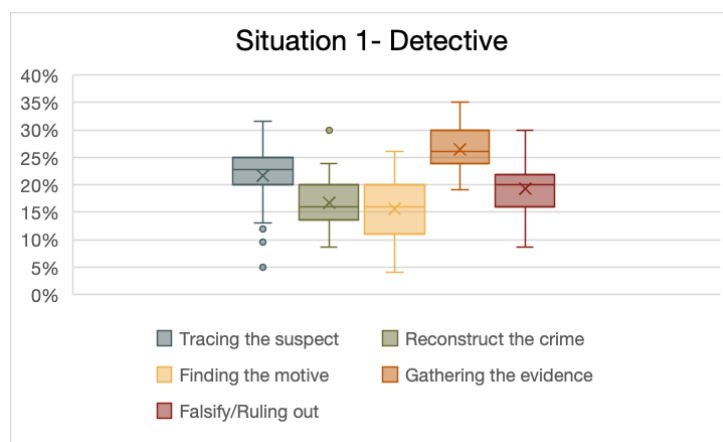 Situation 1- Detective
40%
35%
30%
25%
20%
15%
10%
5%
0%
Tracing the suspect
Reconstruct the crime
Finding the motive
Gathering the evidence
Falsify/Ruling out